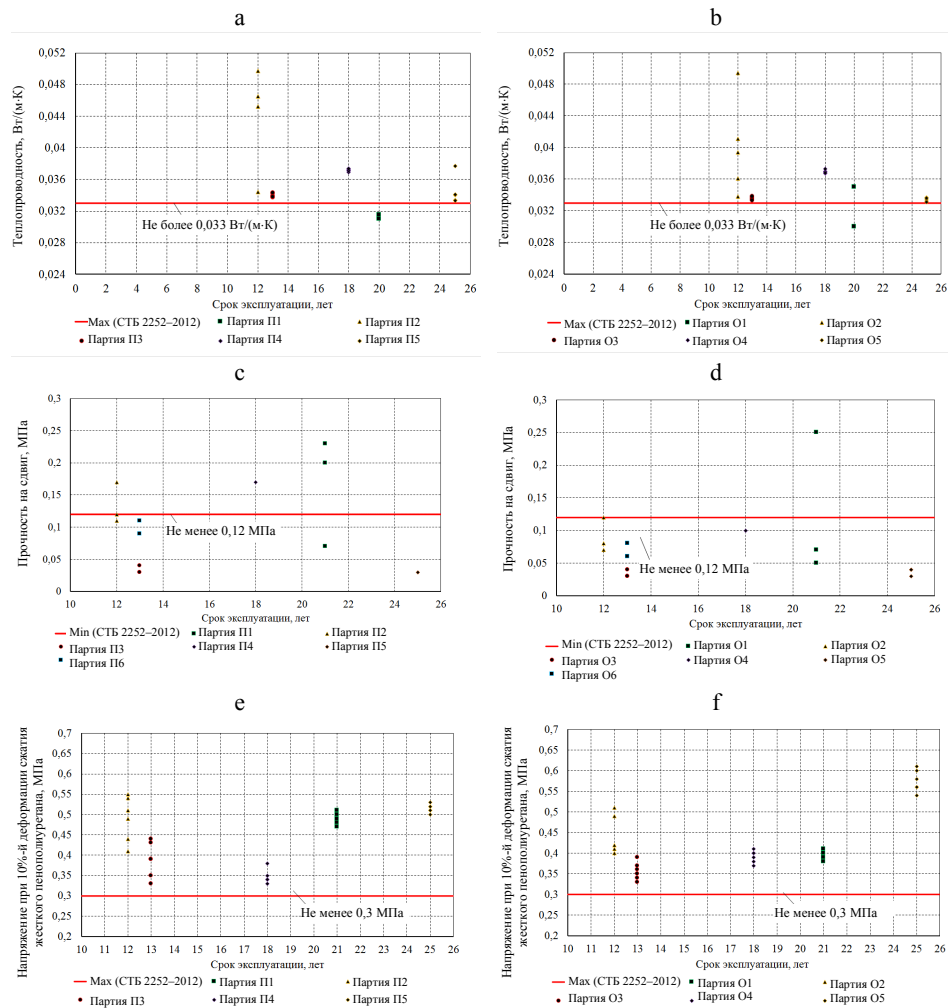 a
0,052
0,048
0,044
0,04
0,036
0,032
0,028
0,024
Теплопроводность, Вт/(м·К)
Не более 0,033 Вт/(м·К)
0 2 4 6 8 10 12 14 16 18 20 22 24 26
Срок эксплуатации, лет
Max (СТБ 2252–2012) Партия П1 Партия П2
Партия П3 Партия П4 Партия П5
b
0,052
0,048
0,044
0,04
0,036
0,032
0,028
0,024
Теплопроводность, Вт/(м·К)
Не более 0,033 Вт/(м·К)
0 2 4 6 8 10 12 14 16 18 20 22 24 26
Срок эксплуатации, лет
Max (СТБ 2252–2012) Партия О1 Партия О2
Партия О3 Партия О4 Партия О5
c
0,3
0,25
0,2
0,15
0,1
0,05
0
Прочность на сдвиг, МПа
Не менее 0,12 МПа
10 12 14 16 18 20 22 24 26
Срок эксплуатации, лет
Min (СТБ 2252–2012) Партия П1 Партия П2
Партия П3 Партия П4 Партия П5
Партия П6
d
0,3
0,25
0,2
0,15
0,1
0,05
0
Прочность на сдвиг, МПа
Не менее 0,12 МПа
10 12 14 16 18 20 22 24 26
Срок эксплуатации, лет
Min (СТБ 2252–2012) Партия О1 Партия О2
Партия О3 Партия О4 Партия О5
Партия О6
e
0,7
0,65
0,6
0,55
0,5
0,45
0,4
0,35
0,3
0,25
0,2
Напряжение при 10%-й деформации сжатия
жесткого пенополиуретана, МПа
Не менее 0,3 МПа
10 11 12 13 14 15 16 17 18 19 20 21 22 23 24 25 26
Срок эксплуатации, лет
Max (СТБ 2252–2012) Партия П1 Партия П2
Партия П3 Партия П4 Партия П5
f
0,7
0,65
0,6
0,55
0,5
0,45
0,4
0,35
0,3
0,25
0,2
Напряжение при 10%-й деформации сжатия
жесткого пенополиуретана, МПа
Не менее 0,3 МПа
10 11 12 13 14 15 16 17 18 19 20 21 22 23 24 25 26
Срок эксплуатации, лет
Max (СТБ 2252–2012) Партия О1 Партия О2
Партия О3 Партия О4 Партия О5